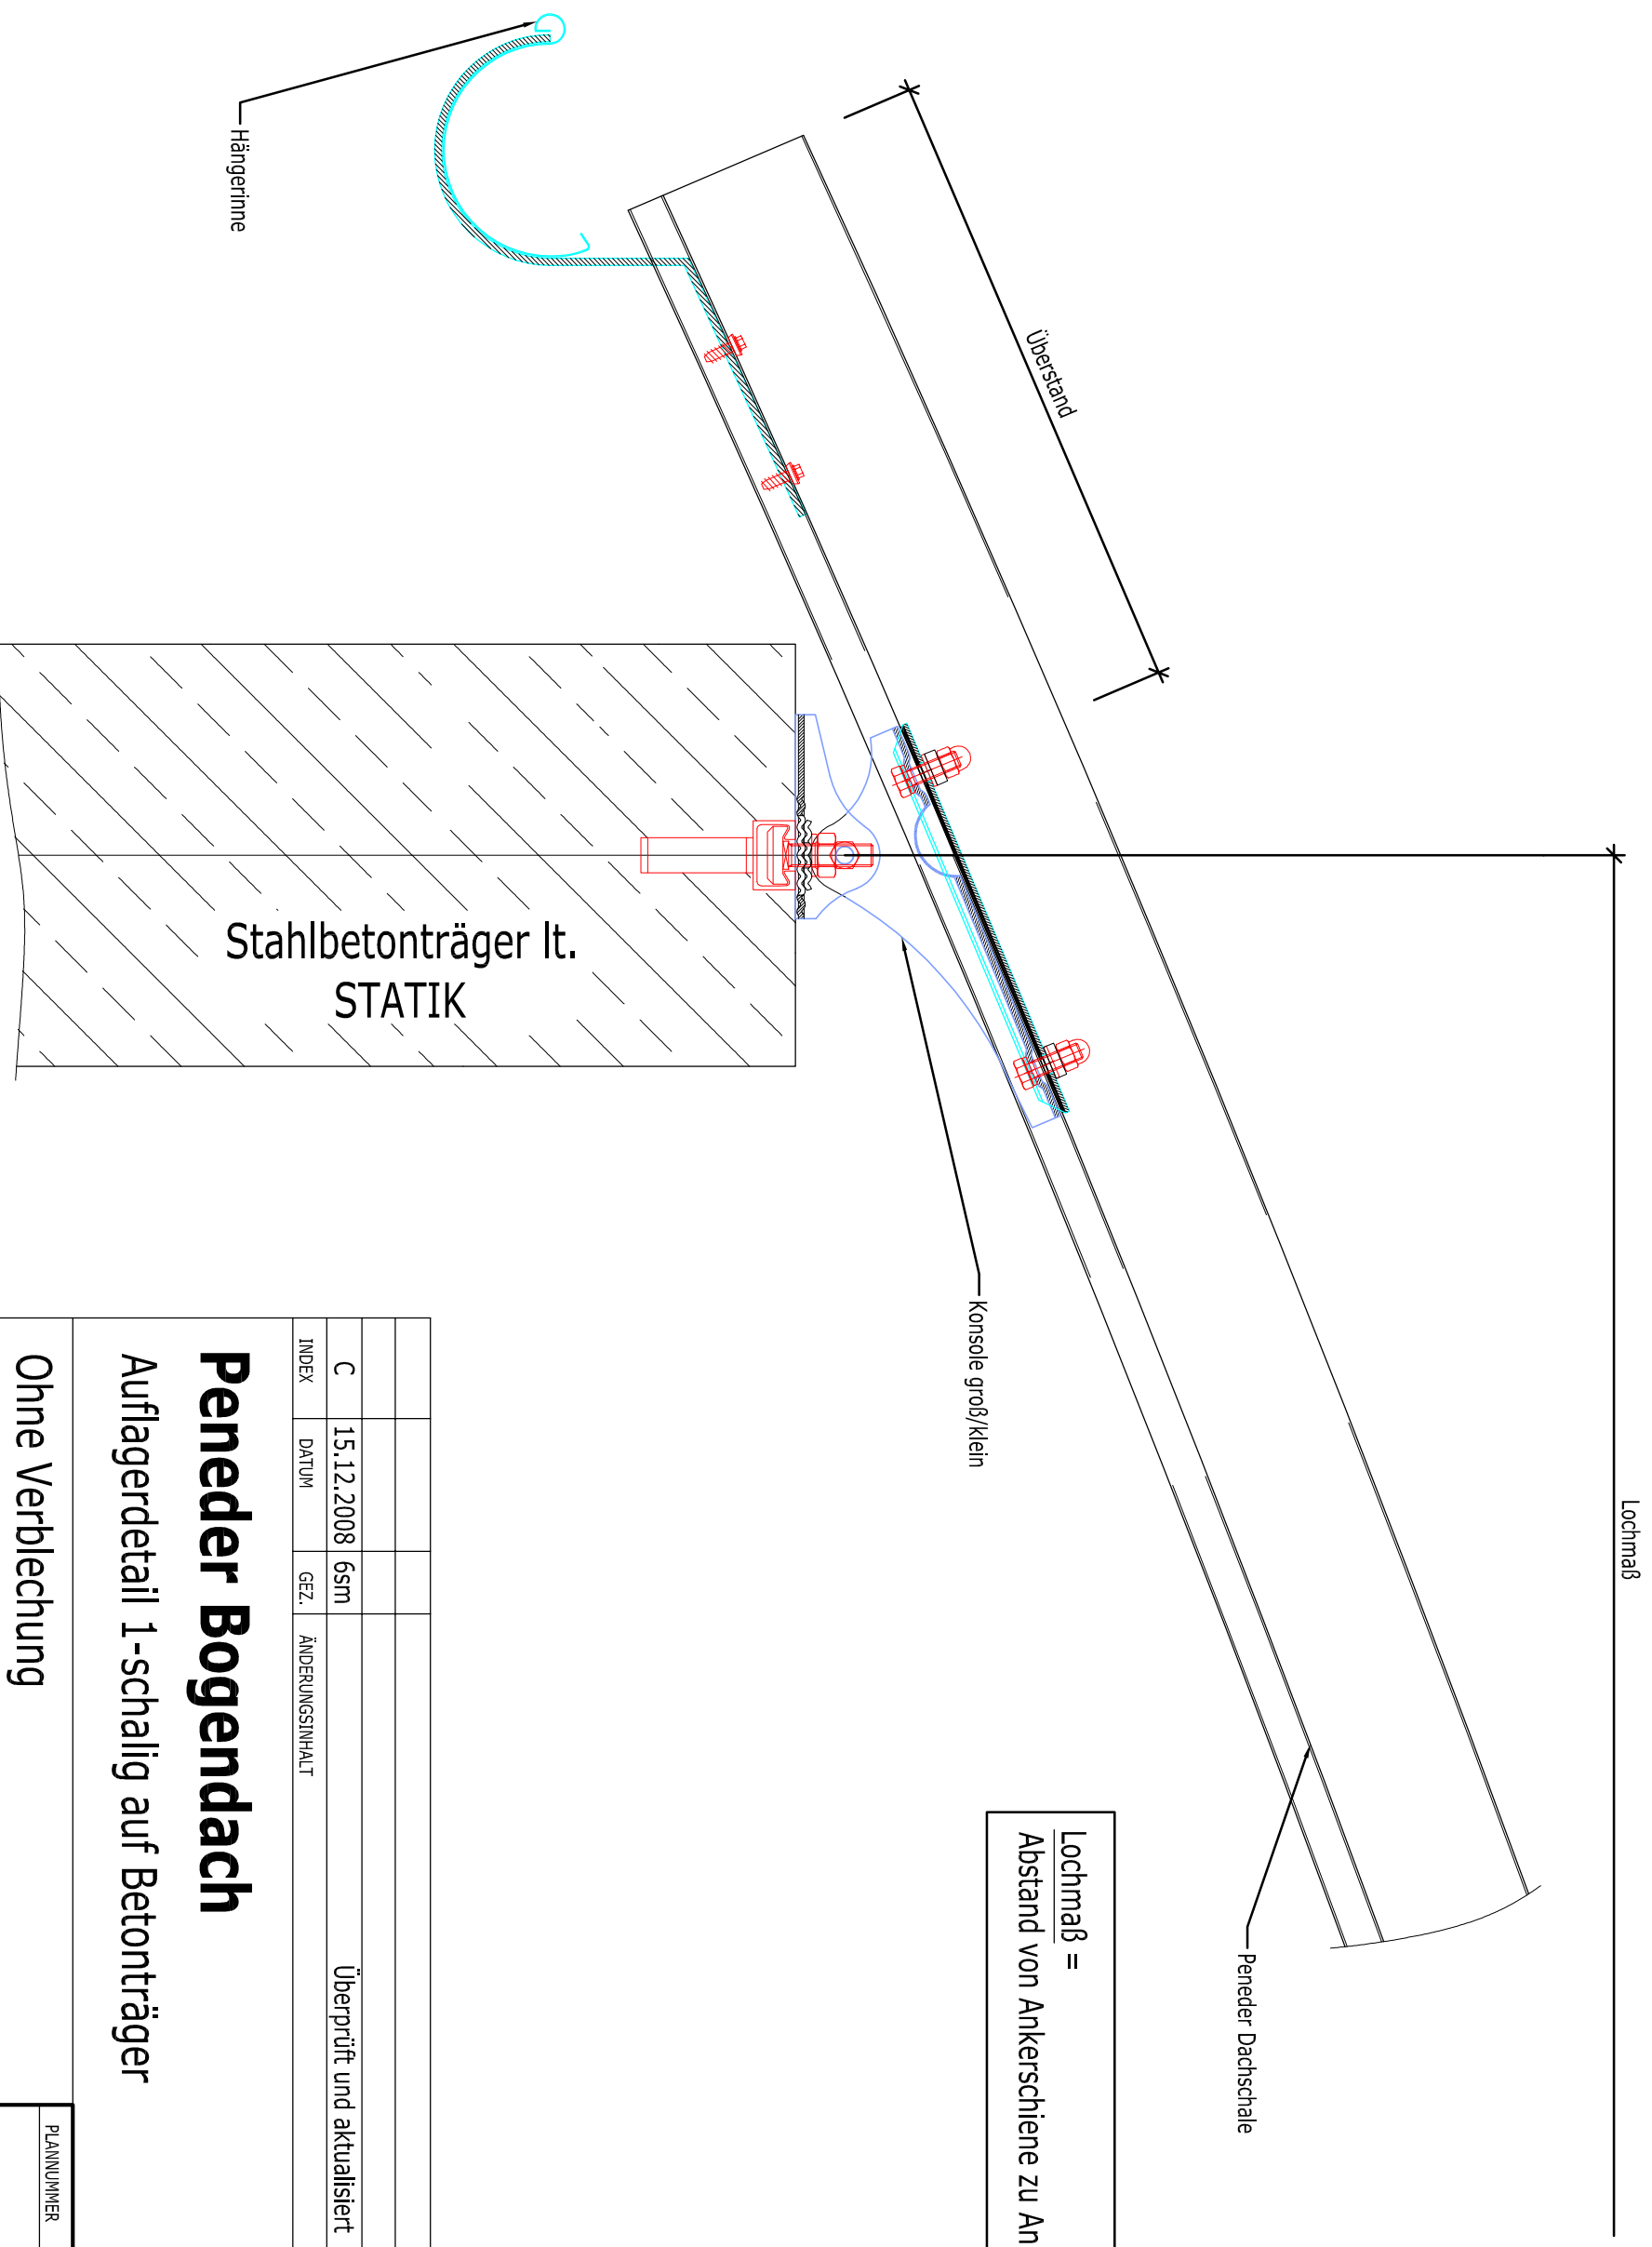 Hängerinne
Überstand
Lochmaß
Konsole groß/klein
Peneder Dachschale
Stahlbetonträger lt.
STATIK
Lochmaß =
Abstand von Ankerschiene zu An
C 15.12.2008 6sm Überprüft und aktualisiert
INDEX DATUM GEZ. ÄNDERUNGSINHALT
Peneder Bogendach
Auflagerdetail 1-schalig auf Betonträger
Ohne Verblechung
PLANNUMMER